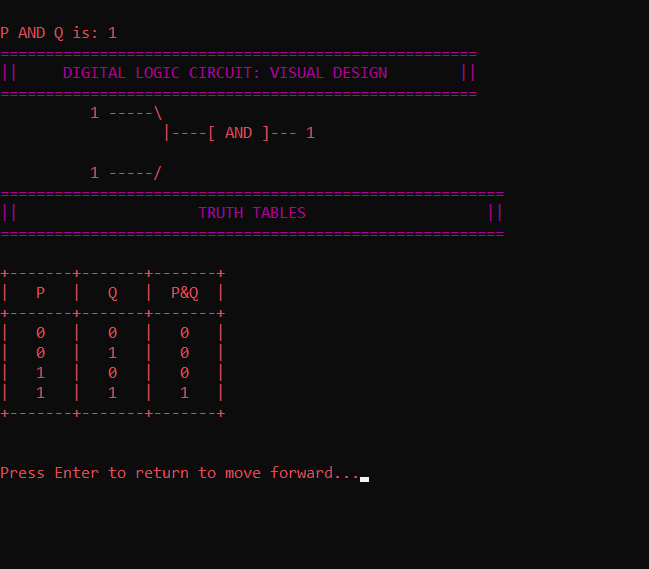 P AND Q is: 1
=====================================================
||     DIGITAL LOGIC CIRCUIT: VISUAL DESIGN        ||
=====================================================
          1 -----\
                  |----[ AND ]--- 1
          1 -----/
========================================================
||                    TRUTH TABLES                    ||
========================================================
+-------+-------+-------+
|   P   |   Q   |  P&Q  |
+-------+-------+-------+
|   0   |   0   |   0   |
|   0   |   1   |   0   |
|   1   |   0   |   0   |
|   1   |   1   |   1   |
+-------+-------+-------+
Press Enter to return to move forward...